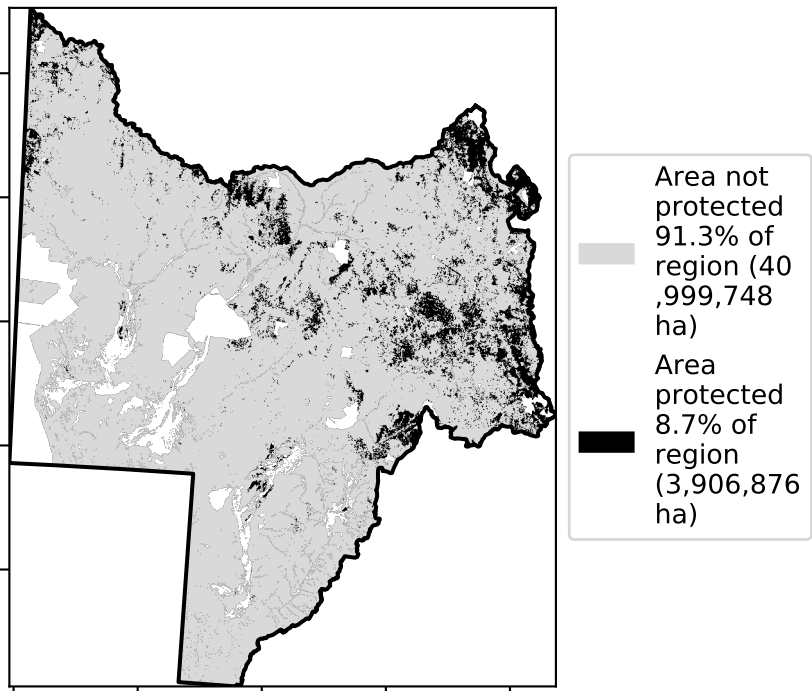 Area not
protected
91.3% of
region (40
,999,748
ha)
Area
protected
8.7% of
region
(3,906,876
ha)